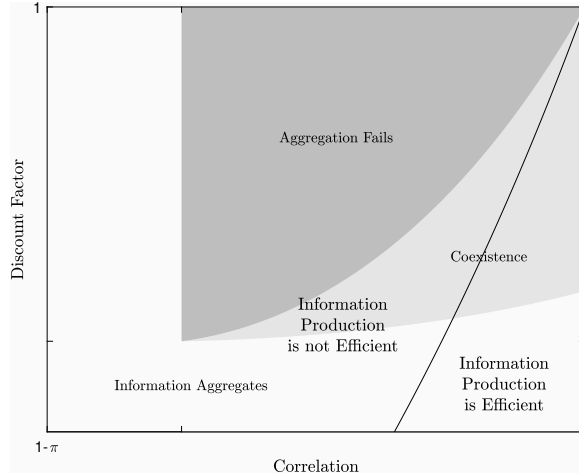 1
Aggregation Fails
Discount Factor
Coexistence
Information
Production
is not Efficient
Information
Production
is Efficient
Information Aggregates
1-π
Correlation